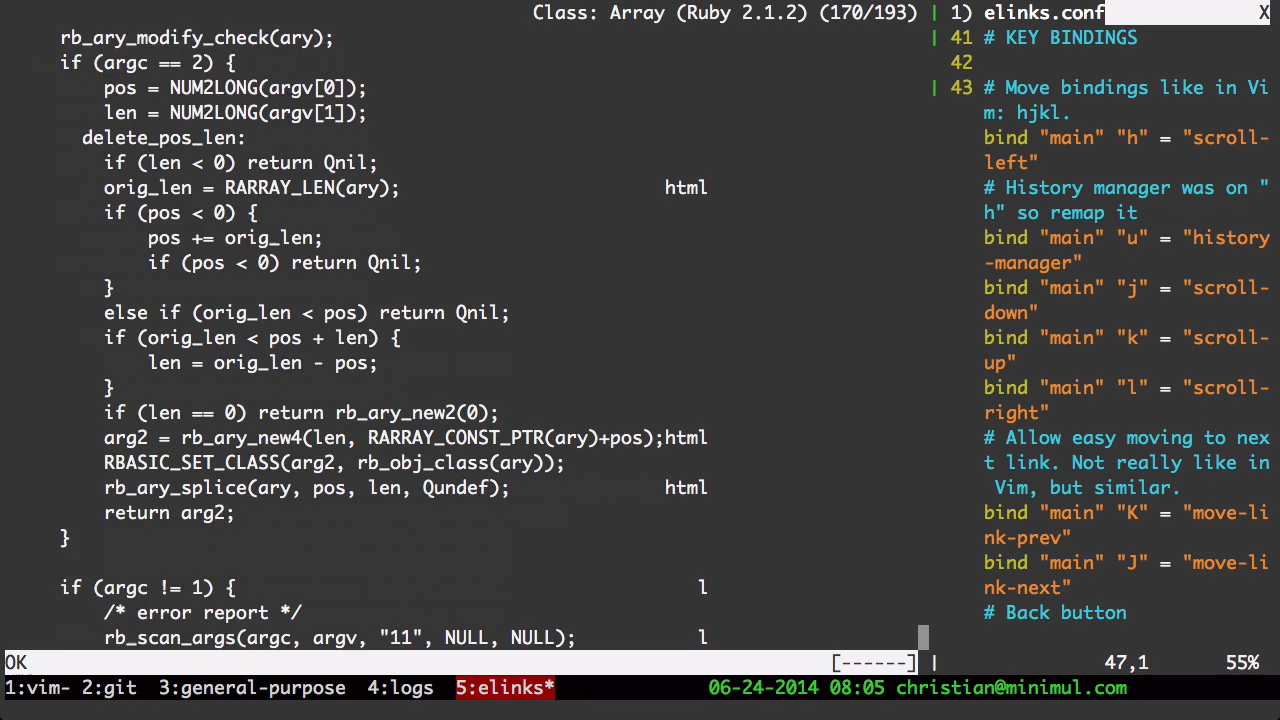 Class: Array (Ruby 2.1.2) (170/193)
rb_ary_modify_check(ary);
if (argc == 2) {
pos = NUM2LONG(argv[0]);
len = NUM2LONG(argv[1]);
delete_pos_len:
if (len < 0) return Qnil;
orig_len = RARRAY_LEN(ary); html
if (pos < 0) {
pos += orig_len;
if (pos < 0) return Qnil;
}
else if (orig_len < pos) return Qnil;
if (orig_len < pos + len) {
len = orig_len - pos;
}
if (len == 0) return rb_ary_new2(0);
arg2 = rb_ary_new4(len, RARRAY_CONST_PTR(ary)+pos);html
RBASIC_SET_CLASS(arg2, rb_obj_class(ary));
rb_ary_splice(ary, pos, len, Qundef); html
return arg2;
}
if (argc != 1) { l
/* error report */
rb_scan_args(argc, argv, "11", NULL, NULL); l
OK [------]
| 1) elinks.conf X
| 41 # KEY BINDINGS
42
| 43 # Move bindings like in Vi
m: hjkl.
bind "main" "h" = "scroll-
left"
# History manager was on "
h" so remap it
bind "main" "u" = "history
-manager"
bind "main" "j" = "scroll-
down"
bind "main" "k" = "scroll-
up"
bind "main" "l" = "scroll-
right"
# Allow easy moving to nex
t link. Not really like in
Vim, but similar.
bind "main" "K" = "move-li
nk-prev"
bind "main" "J" = "move-li
nk-next"
# Back button
| 47,1 55%
1:vim- 2:git 3:general-purpose 4:logs 5:elinks* 06-24-2014 08:05 christian@minimul.com